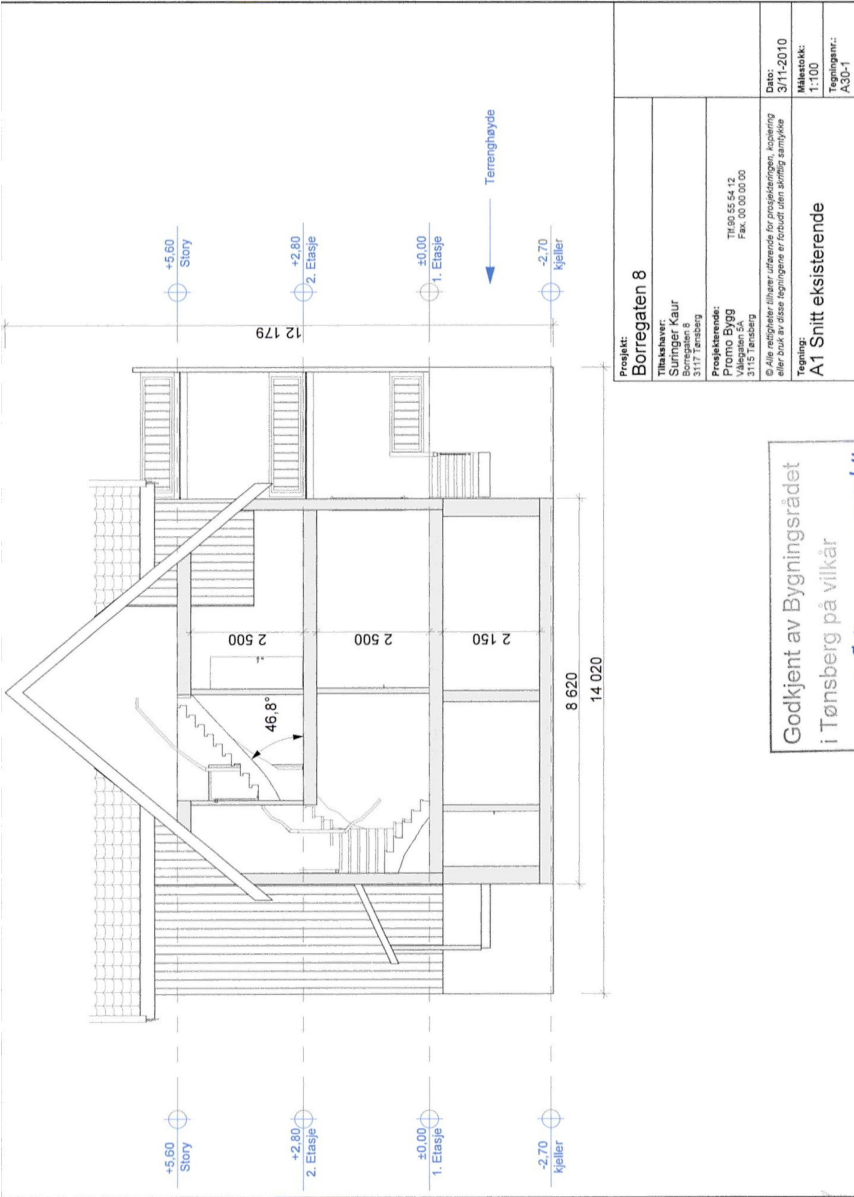 +5,60
Story
+2,80
2. Etasje
±0,00
1. Etasje
-2,70
kjeller
+5,60
Story
+2,80
2. Etasje
±0,00
1. Etasje
-2,70
kjeller
Terrenghøyde
12 179
2 500
2 500
2 150
46,8°
8 620
14 020
Prosjekt:
Borregaten 8
Tiltakshaver:
Suringer Kaur
Borregaten 8
3117 Tørnsberg
Prosjekterende:
Promo Bygg
Vålegaten 5A
3115 Tørnsberg
Tlf.90 55 54 12
Fax. 00 00 00 00
© Alle rettigheter tilhører utførende for prosjekteringen, kopiering
eller bruk av disse tegningene er forbudt uten skriftlig samtykke
Tegning:
A1 Snitt eksisterende
Dato:
3/11-2010
Målestokk:
1:100
Tegningsnr.:
A30-1
Godkjent av Bygningsrådet
i Tønsberg på vilkår